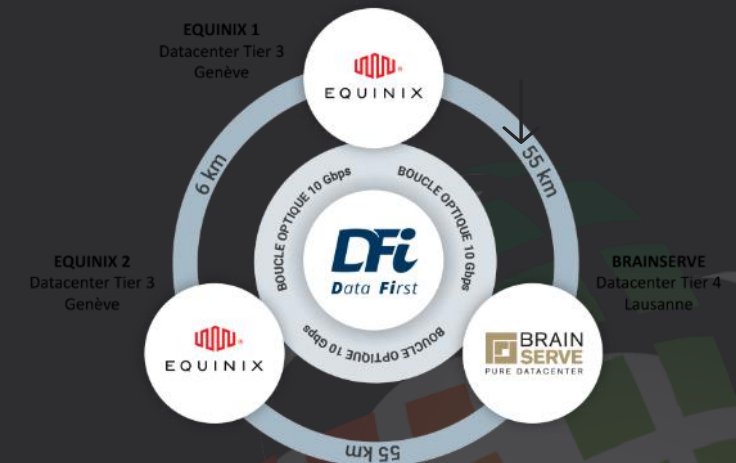 EQUINIX 1
Datacenter Tier 3
Genève
EQUINIX
6 km
55 km
BOUCLE OPTIQUE 10 Gbps
BOUCLE OPTIQUE 10 Gbps
DFi
Data First
BOUCLE OPTIQUE 10 Gbps
EQUINIX 2
Datacenter Tier 3
Genève
BRAINSERVE
Datacenter Tier 4
Lausanne
EQUINIX
BRAIN
SERVE
PURE DATACENTER
55 km